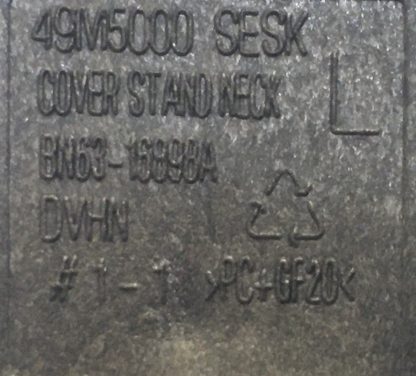 49M5000 SESK
COVER STAND NECK L
BN63-16898A
DVHN
# 1 - 1 >PC+GF20<